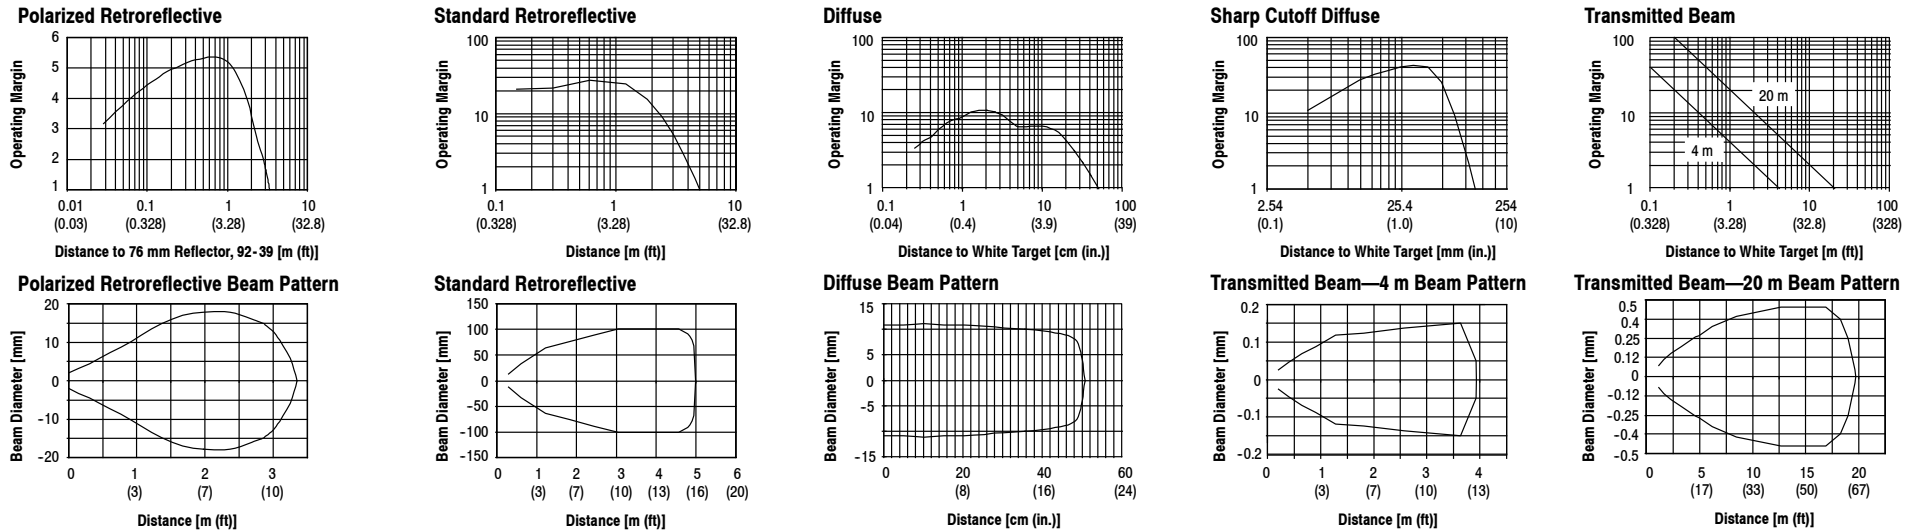 Polarized Retroreflective
6
5
4
3
2
1
Operating Margin
0.01 0.1 1 10
(0.03) (0.328) (3.28) (32.8)
Distance to 76 mm Reflector, 92-39 [m (ft)]
Standard Retroreflective
100
10
1
Operating Margin
0.1 1 10
(0.328) (3.28) (32.8)
Distance [m (ft)]
Diffuse
100
10
1
Operating Margin
0.1 1 10 100
(0.04) (0.4) (3.9) (39)
Distance to White Target [cm (in.)]
Sharp Cutoff Diffuse
100
10
1
Operating Margin
2.54 25.4 254
(0.1) (1.0) (10)
Distance to White Target [mm (in.)]
Transmitted Beam
100
10
1
Operating Margin
20 m
4 m
0.1 1 10 100
(0.328) (3.28) (32.8) (328)
Distance to White Target [m (ft)]
Polarized Retroreflective Beam Pattern
20
10
0
-10
-20
Beam Diameter [mm]
0 1 2 3
(3) (7) (10)
Distance [m (ft)]
Standard Retroreflective
150
100
50
0
-50
-100
-150
Beam Diameter [mm]
0 1 2 3 4 5 6
(3) (7) (10) (13) (16) (20)
Distance [m (ft)]
Diffuse Beam Pattern
15
10
5
0
-5
-10
-15
Beam Diameter [mm]
0 20 40 60
(8) (16) (24)
Distance [cm (in.)]
Transmitted Beam—4 m Beam Pattern
0.2
0.1
0
-0.1
-0.2
Beam Diameter [mm]
0 1 2 3 4
(3) (7) (10) (13)
Distance [m (ft)]
Transmitted Beam—20 m Beam Pattern
0.5
0.4
0.25
0.12
0
-0.12
-0.25
-0.4
-0.5
Beam Diameter [mm]
0 5 10 15 20
(17) (33) (50) (67)
Distance [m (ft)]